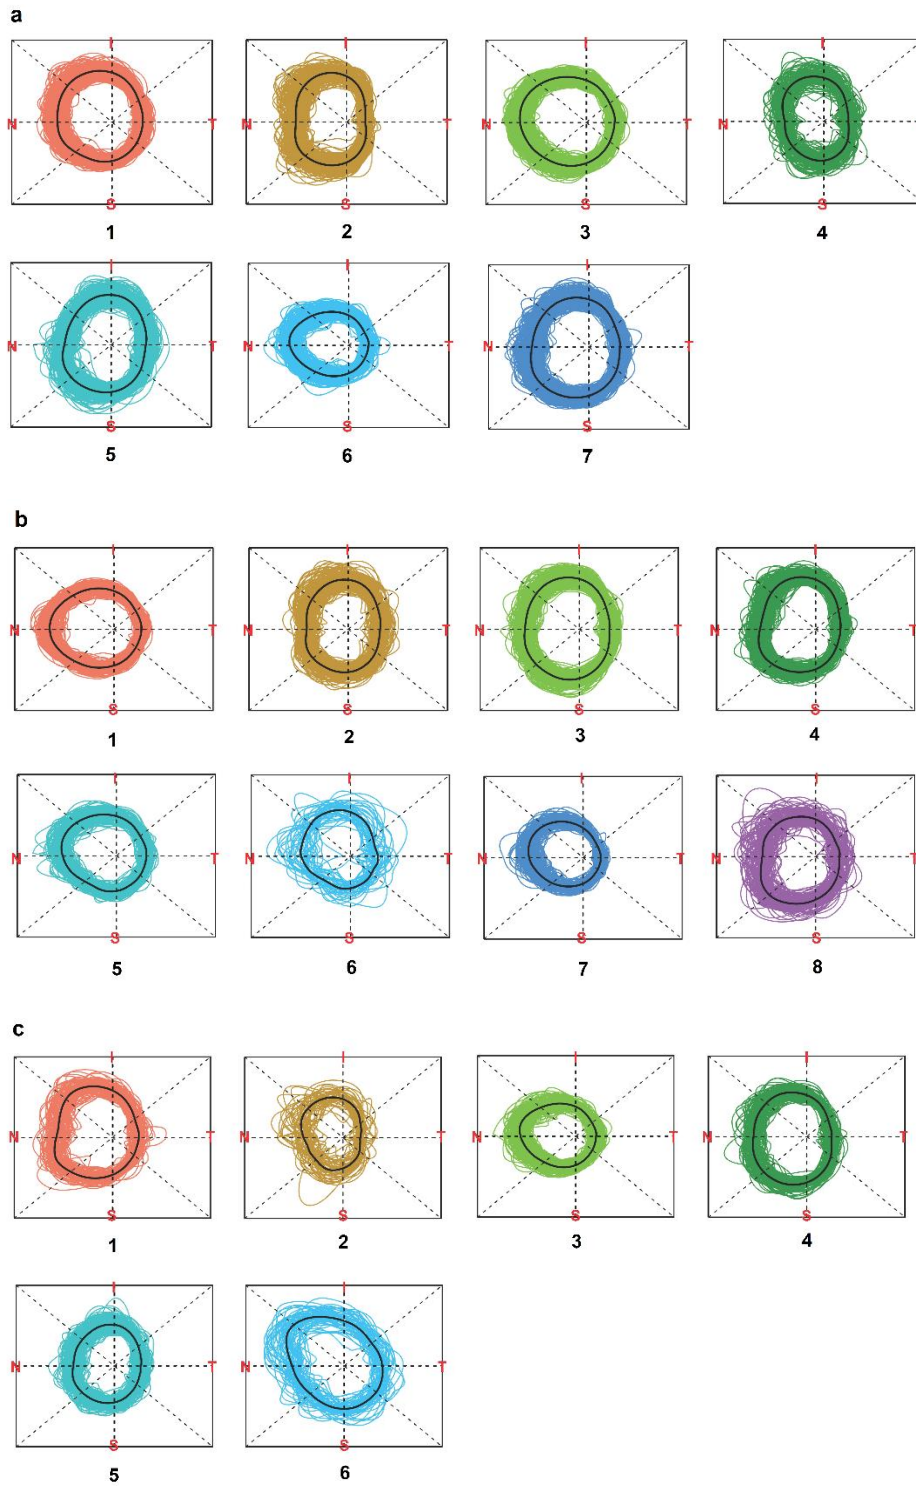 a
I I I I
N T N T N T N
S S S S
1 2 3 4
I I I
N T N T N T
S S S
5 6 7
b
I I I I
N T N T N T N T
S S S S
1 2 3 4
I I I I
N T N T N T N T
S S S S
5 6 7 8
c
I I I I
N T N T N T N T
S S S S
1 2 3 4
I I
N T N T
S S
5 6